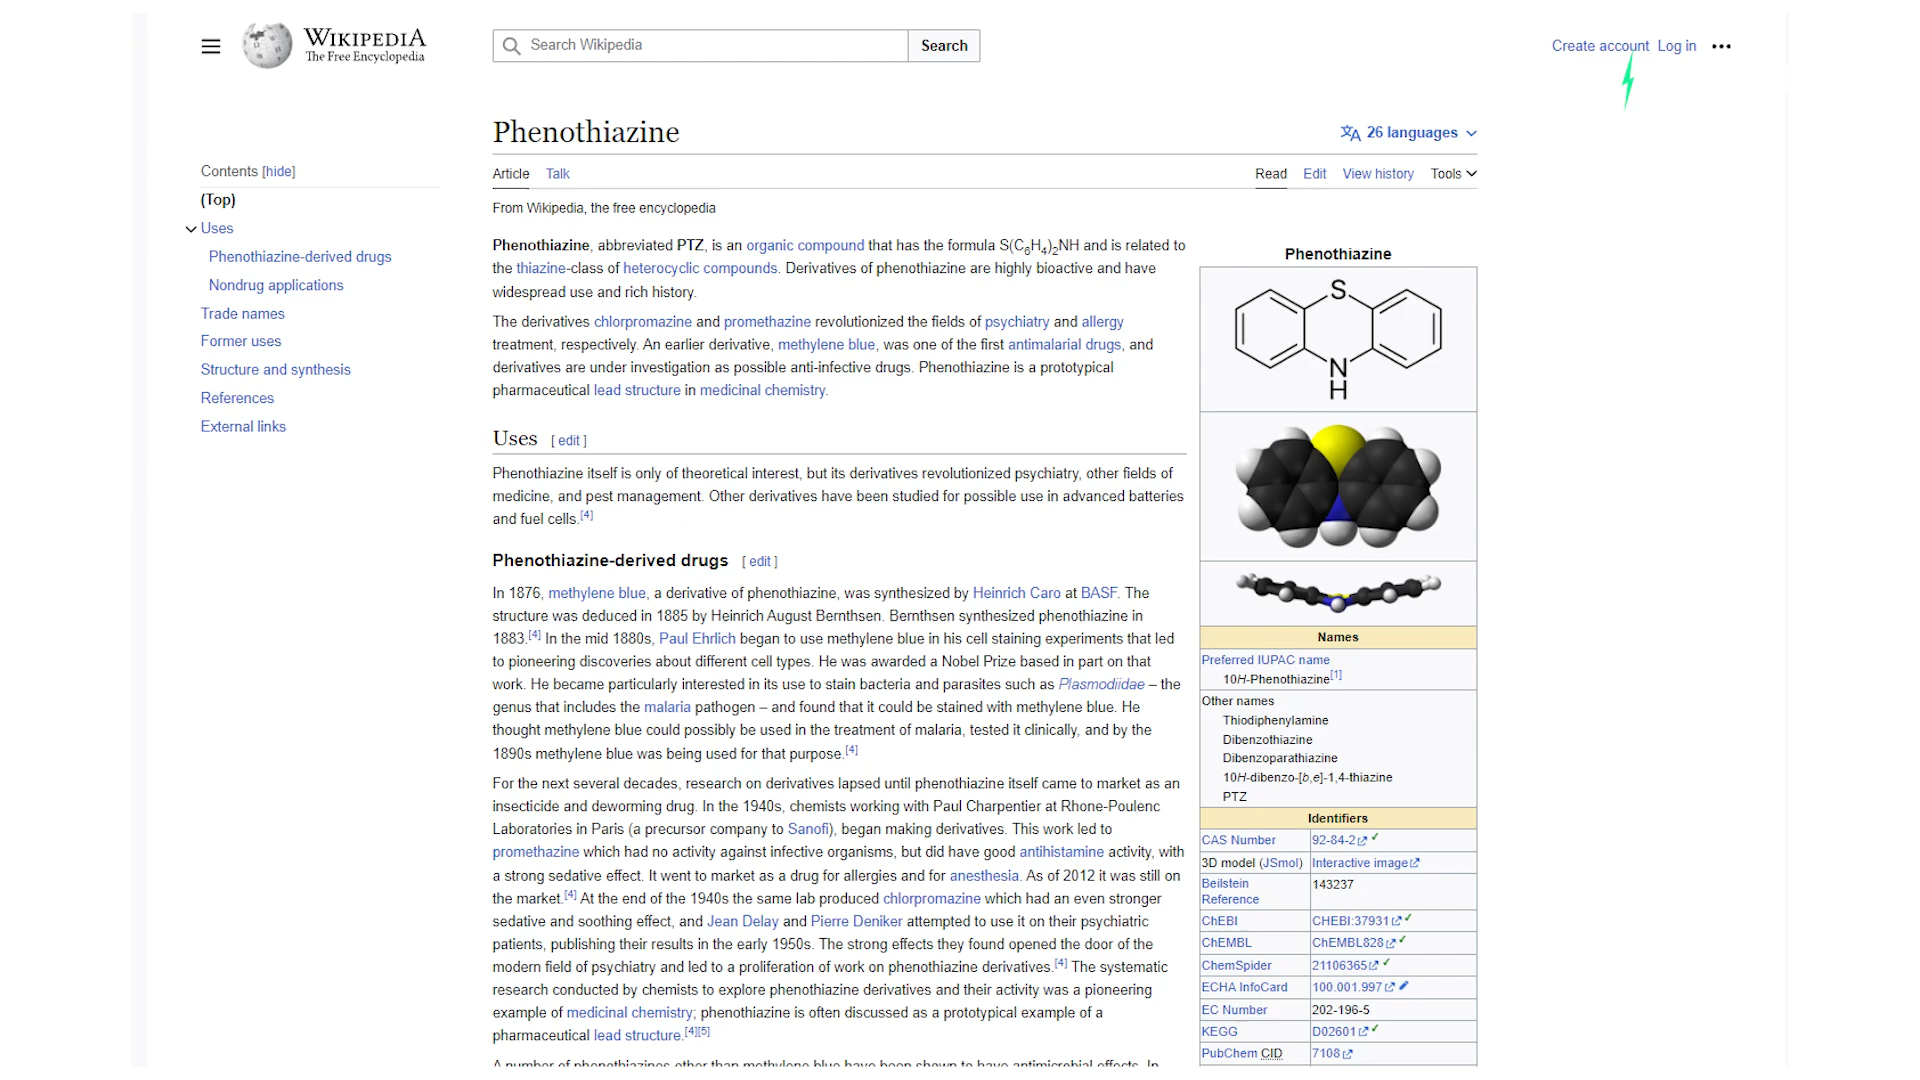 WIKIPEDIA
The Free Encyclopedia
Search Wikipedia
Search
Create account Log in
Phenothiazine
26 languages
Contents [hide]
(Top)
Uses
Phenothiazine-derived drugs
Nondrug applications
Trade names
Former uses
Structure and synthesis
References
External links
Article Talk
Read Edit View history Tools
From Wikipedia, the free encyclopedia
Phenothiazine, abbreviated PTZ, is an organic compound that has the formula S(C6H4)2NH and is related to
the thiazine-class of heterocyclic compounds. Derivatives of phenothiazine are highly bioactive and have
widespread use and rich history.
The derivatives chlorpromazine and promethazine revolutionized the fields of psychiatry and allergy
treatment, respectively. An earlier derivative, methylene blue, was one of the first antimalarial drugs, and
derivatives are under investigation as possible anti-infective drugs. Phenothiazine is a prototypical
pharmaceutical lead structure in medicinal chemistry.
Uses [ edit ]
Phenothiazine itself is only of theoretical interest, but its derivatives revolutionized psychiatry, other fields of
medicine, and pest management. Other derivatives have been studied for possible use in advanced batteries
and fuel cells.[4]
Phenothiazine-derived drugs [ edit ]
In 1876, methylene blue, a derivative of phenothiazine, was synthesized by Heinrich Caro at BASF. The
structure was deduced in 1885 by Heinrich August Bernthsen. Bernthsen synthesized phenothiazine in
1883.[4] In the mid 1880s, Paul Ehrlich began to use methylene blue in his cell staining experiments that led
to pioneering discoveries about different cell types. He was awarded a Nobel Prize based in part on that
work. He became particularly interested in its use to stain bacteria and parasites such as Plasmodiidae – the
genus that includes the malaria pathogen – and found that it could be stained with methylene blue. He
thought methylene blue could possibly be used in the treatment of malaria, tested it clinically, and by the
1890s methylene blue was being used for that purpose.[4]
For the next several decades, research on derivatives lapsed until phenothiazine itself came to market as an
insecticide and deworming drug. In the 1940s, chemists working with Paul Charpentier at Rhone-Poulenc
Laboratories in Paris (a precursor company to Sanofi), began making derivatives. This work led to
promethazine which had no activity against infective organisms, but did have good antihistamine activity, with
a strong sedative effect. It went to market as a drug for allergies and for anesthesia. As of 2012 it was still on
the market.[4] At the end of the 1940s the same lab produced chlorpromazine which had an even stronger
sedative and soothing effect, and Jean Delay and Pierre Deniker attempted to use it on their psychiatric
patients, publishing their results in the early 1950s. The strong effects they found opened the door of the
modern field of psychiatry and led to a proliferation of work on phenothiazine derivatives.[4] The systematic
research conducted by chemists to explore phenothiazine derivatives and their activity was a pioneering
example of medicinal chemistry; phenothiazine is often discussed as a prototypical example of a
pharmaceutical lead structure.[4][5]
A number of phenothiazines other than methylene blue have been shown to have antimicrobial effects. In
Phenothiazine
S
N
H
Names
Preferred IUPAC name
10H-Phenothiazine[1]
Other names
Thiodiphenylamine
Dibenzothiazine
Dibenzoparathiazine
10H-dibenzo-[b,e]-1,4-thiazine
PTZ
Identifiers
CAS Number 92-84-2
3D model (JSmol) Interactive image
Beilstein 143237
Reference
ChEBI CHEBI:37931
ChEMBL ChEMBL828
ChemSpider 21106365
ECHA InfoCard 100.001.997
EC Number 202-196-5
KEGG D02601
PubChem CID 7108